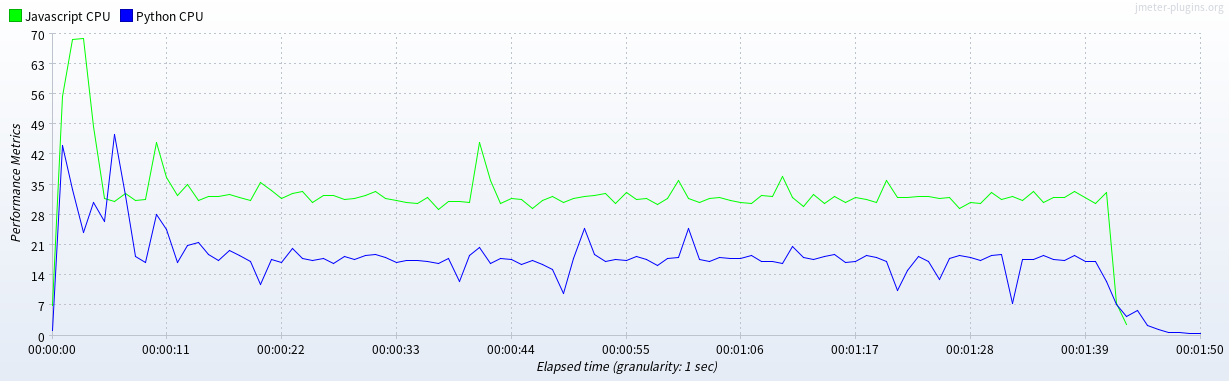 jmeter-plugins.org
Javascript CPU Python CPU
70
63
56
49
42
35
28
21
14
7
0
Performance Metrics
00:00:00 00:00:11 00:00:22 00:00:33 00:00:44 00:00:55 00:01:06 00:01:17 00:01:28 00:01:39 00:01:50
Elapsed time (granularity: 1 sec)